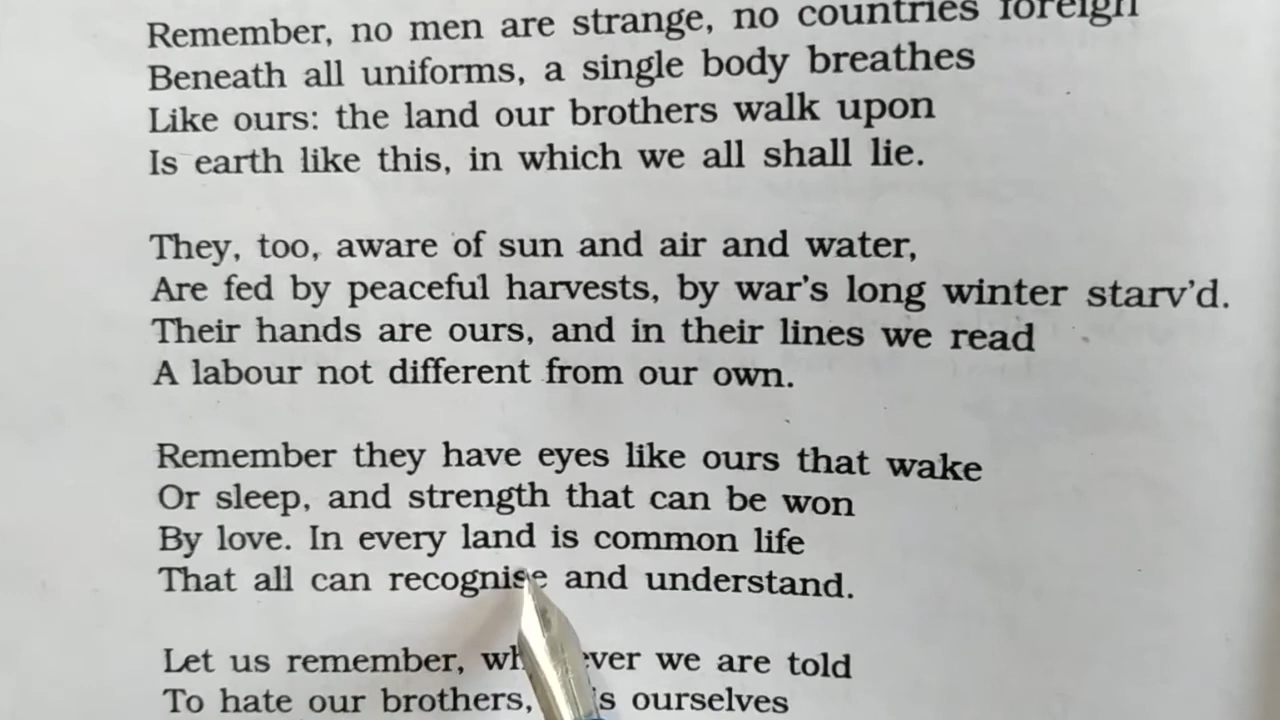 Remember, no men are strange, no countries foreign
Beneath all uniforms, a single body breathes
Like ours: the land our brothers walk upon
Is earth like this, in which we all shall lie.
They, too, aware of sun and air and water,
Are fed by peaceful harvests, by war's long winter starv'd.
Their hands are ours, and in their lines we read
A labour not different from our own.
Remember they have eyes like ours that wake
Or sleep, and strength that can be won
By love. In every land is common life
That all can recognise and understand.
Let us remember, we are told
To hate our brothers, ourselves